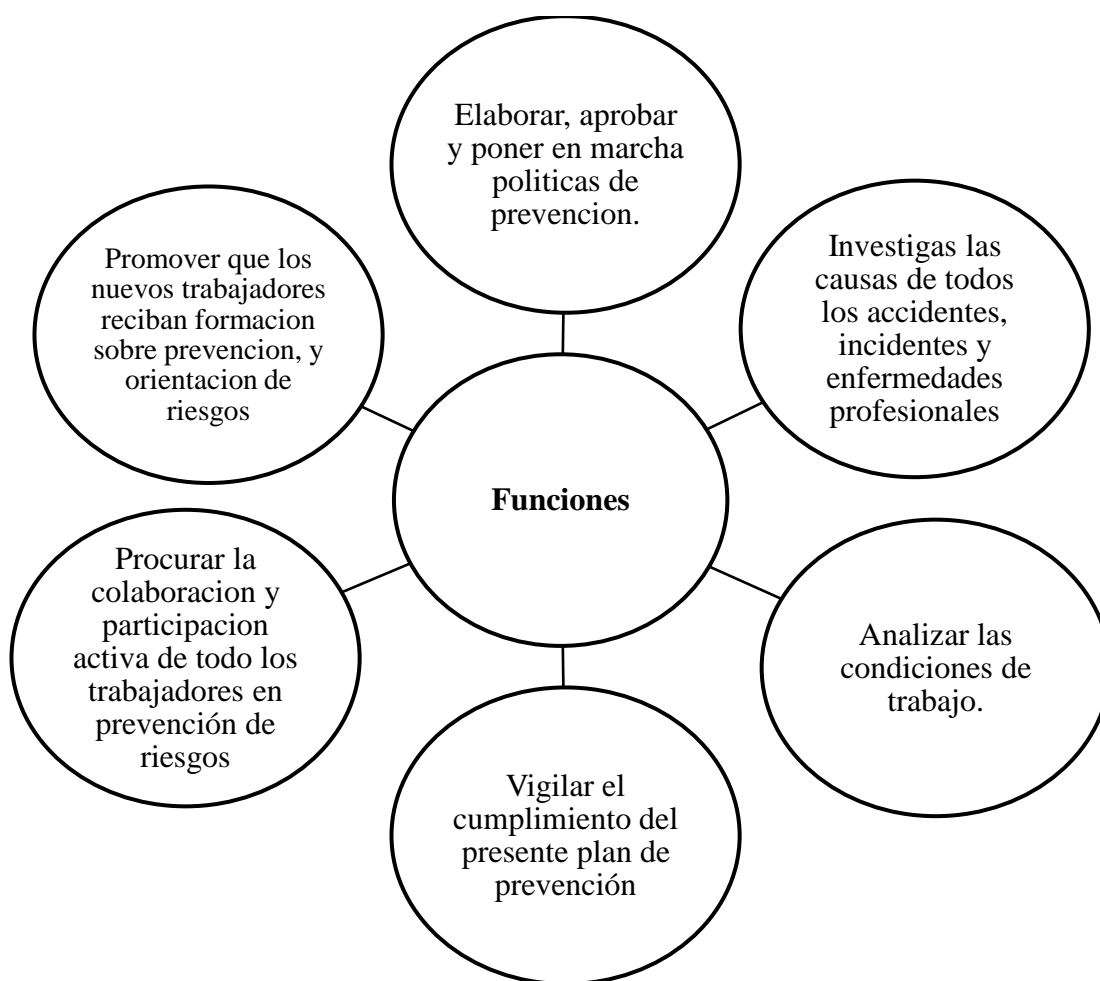 Elaborar, aprobar
y poner en marcha
politicas de
prevencion.
Investigas las
causas de todos
los accidentes,
incidentes y
enfermedades
profesionales
Analizar las
condiciones de
trabajo.
Vigilar el
cumplimiento del
presente plan de
prevención
Procurar la
colaboracion y
participacion
activa de todo los
trabajadores en
prevención de
riesgos
Promover que los
nuevos trabajadores
reciban formacion
sobre prevencion, y
orientacion de
riesgos
Funciones